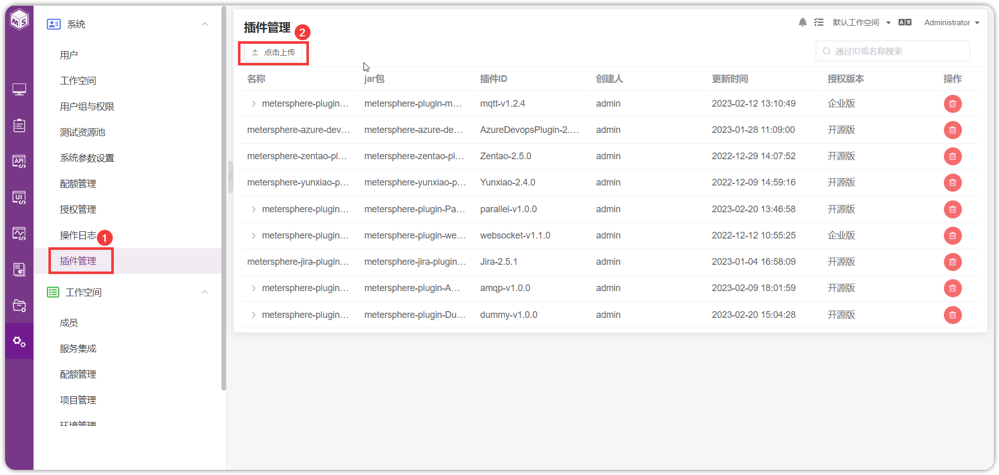 MS
系统
用户
工作空间
用户组与权限
测试资源池
系统参数设置
配额管理
授权管理
操作日志
1
插件管理
工作空间
成员
服务集成
配额管理
项目管理
环境管理
API
UI
插件管理
2
点击上传
默认工作空间
Administrator
通过ID或名称搜索
名称 jar包 插件ID 创建人 更新时间 授权版本 操作
metersphere-plugin... metersphere-plugin-m... mqtt-v1.2.4 admin 2023-02-12 13:10:49 企业版
metersphere-azure-dev... metersphere-azure-de... AzureDevopsPlugin-2.... admin 2023-01-28 11:09:00 开源版
metersphere-zentao-pl... metersphere-zentao-pl... Zentao-2.5.0 admin 2022-12-29 14:07:52 开源版
metersphere-yunxiao-p... metersphere-yunxiao-p... Yunxiao-2.4.0 admin 2022-12-09 14:59:16 开源版
metersphere-plugin... metersphere-plugin-Pa... parallel-v1.0.0 admin 2023-02-20 13:46:58 开源版
metersphere-plugin... metersphere-plugin-we... websocket-v1.1.0 admin 2022-12-12 10:55:25 企业版
metersphere-jira-plugin... metersphere-jira-plugin... Jira-2.5.1 admin 2023-01-04 16:58:09 开源版
metersphere-plugin... metersphere-plugin-A... amqp-v1.0.0 admin 2023-02-09 18:01:59 开源版
metersphere-plugin... metersphere-plugin-Du... dummy-v1.0.0 admin 2023-02-20 15:04:28 开源版